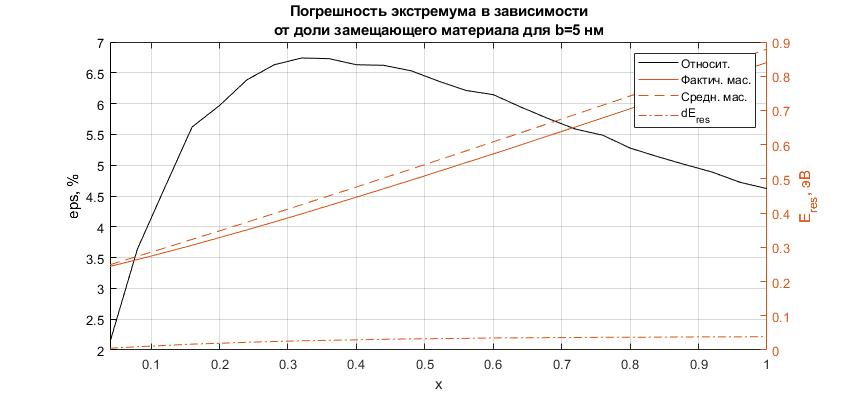 Погрешность экстремума в зависимости
от доли замещающего материала для b=5 нм
7
6.5
6
5.5
5
4.5
4
3.5
3
2.5
2
eps, %
0.9
0.8
0.7
0.6
0.5
0.4
0.3
0.2
0.1
0
E_res, эВ
Относит.
Фактич. мас.
Средн. мас.
dE_res
0.1 0.2 0.3 0.4 0.5 0.6 0.7 0.8 0.9 1
x